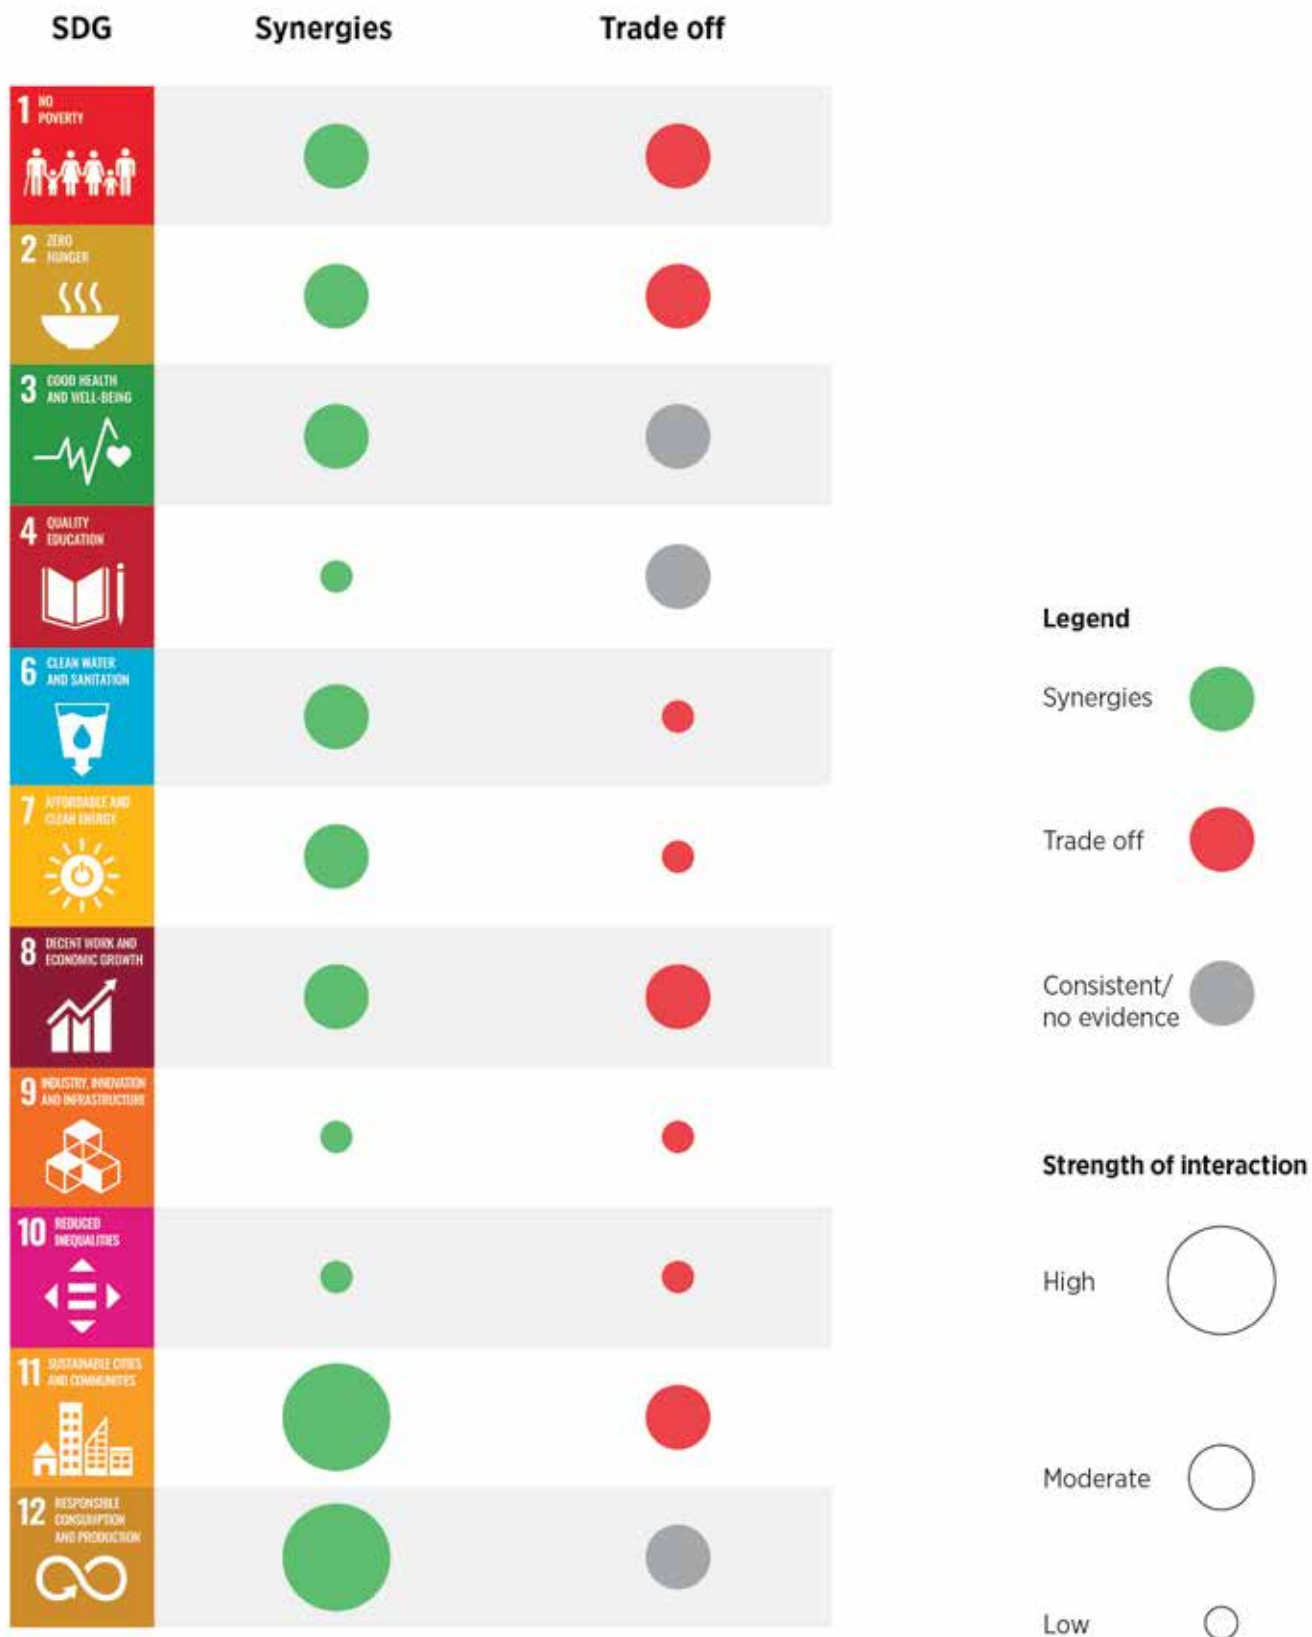 SDG Synergies Trade off
1 NO
POVERTY
2 ZERO
HUNGER
3 GOOD HEALTH
AND WELL-BEING
4 QUALITY
EDUCATION
6 CLEAN WATER
AND SANITATION
7 AFFORDABLE AND
CLEAN ENERGY
8 DECENT WORK AND
ECONOMIC GROWTH
9 INDUSTRY, INNOVATION
AND INFRASTRUCTURE
10 REDUCED
INEQUALITIES
11 SUSTAINABLE CITIES
AND COMMUNITIES
12 RESPONSIBLE
CONSUMPTION
AND PRODUCTION
Legend
Synergies
Trade off
Consistent/
no evidence
Strength of interaction
High
Moderate
Low